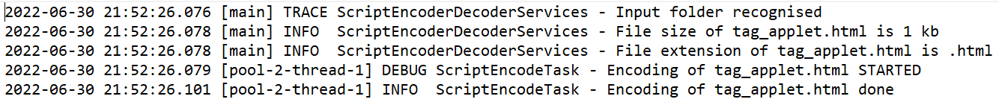 2022-06-30 21:52:26.076 [main] TRACE ScriptEncoderDecoderServices - Input folder recognised
2022-06-30 21:52:26.078 [main] INFO  ScriptEncoderDecoderServices - File size of tag_applet.html is 1 kb
2022-06-30 21:52:26.078 [main] INFO  ScriptEncoderDecoderServices - File extension of tag_applet.html is .html
2022-06-30 21:52:26.079 [pool-2-thread-1] DEBUG ScriptEncodeTask - Encoding of tag_applet.html STARTED
2022-06-30 21:52:26.101 [pool-2-thread-1] INFO  ScriptEncodeTask - Encoding of tag_applet.html done